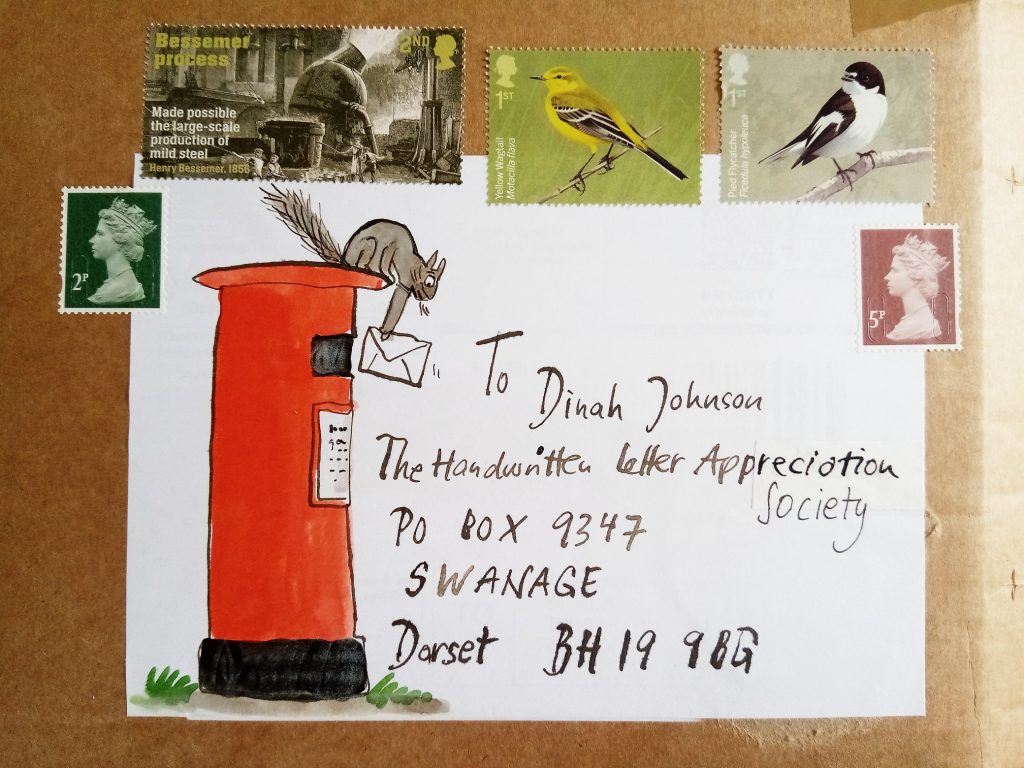 Bessemer
process
2ND
Made possible
the large-scale
production of
mild steel
Henry Bessemer, 1856
1ST
Yellow Wagtail
Motacilla flava
1ST
Pied Flycatcher
Ficedula hypoleuca
2P
5P
To
Dinah Johnson
The Handwritten Letter Appreciation
Society
PO BOX 9347
SWANAGE
Dorset BH19 9BG